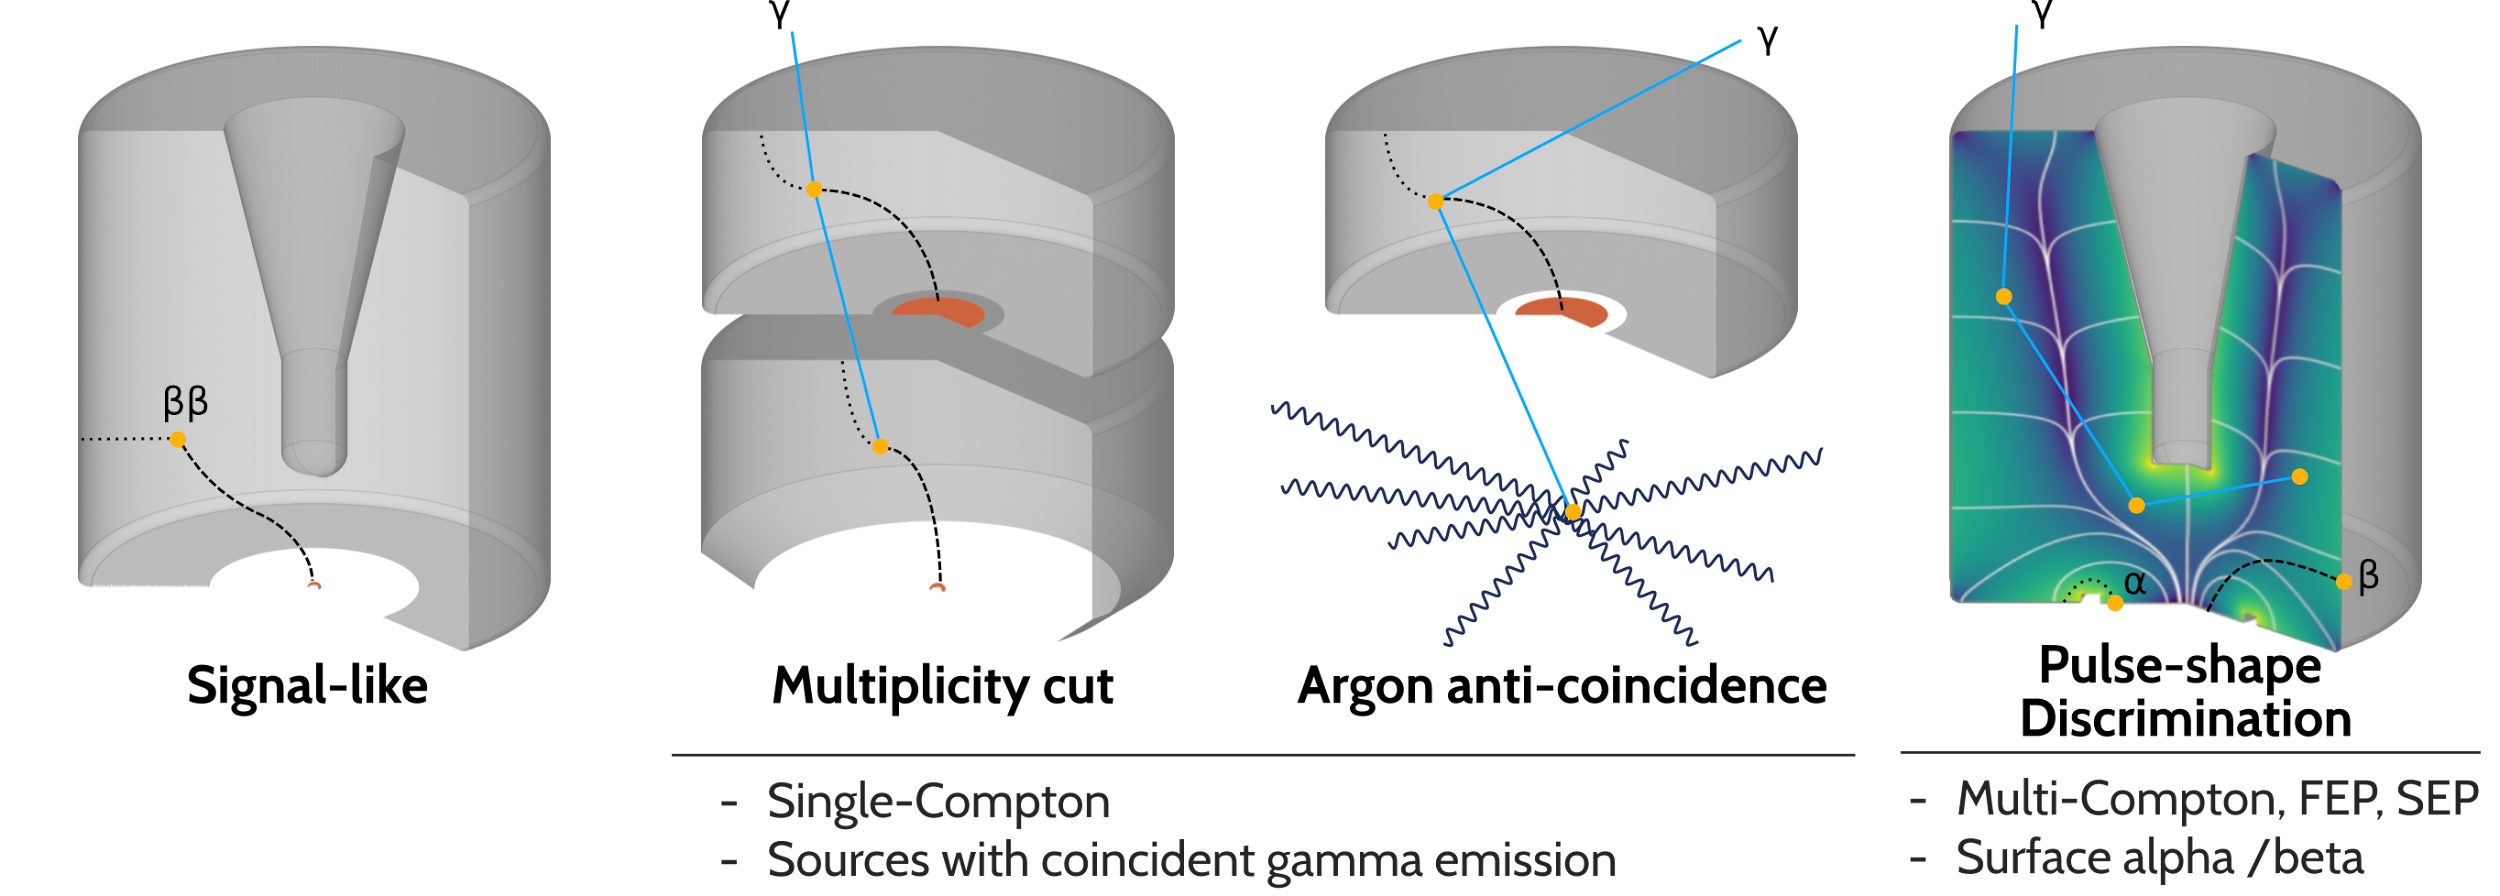 γ
γ
γ
ββ
α
β
Signal-like
Multiplicity cut
Argon anti-coincidence
Pulse-shape
Discrimination
- Single-Compton
- Sources with coincident gamma emission
- Multi-Compton, FEP, SEP
- Surface alpha /beta